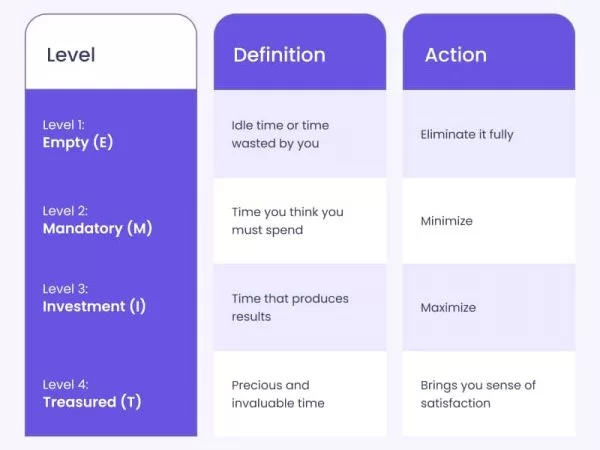 Level
Definition
Action
Level 1:
Empty (E)
Idle time or time
wasted by you
Eliminate it fully
Level 2:
Mandatory (M)
Time you think you
must spend
Minimize
Level 3:
Investment (I)
Time that produces
results
Maximize
Level 4:
Treasured (T)
Precious and
invaluable time
Brings you sense of
satisfaction